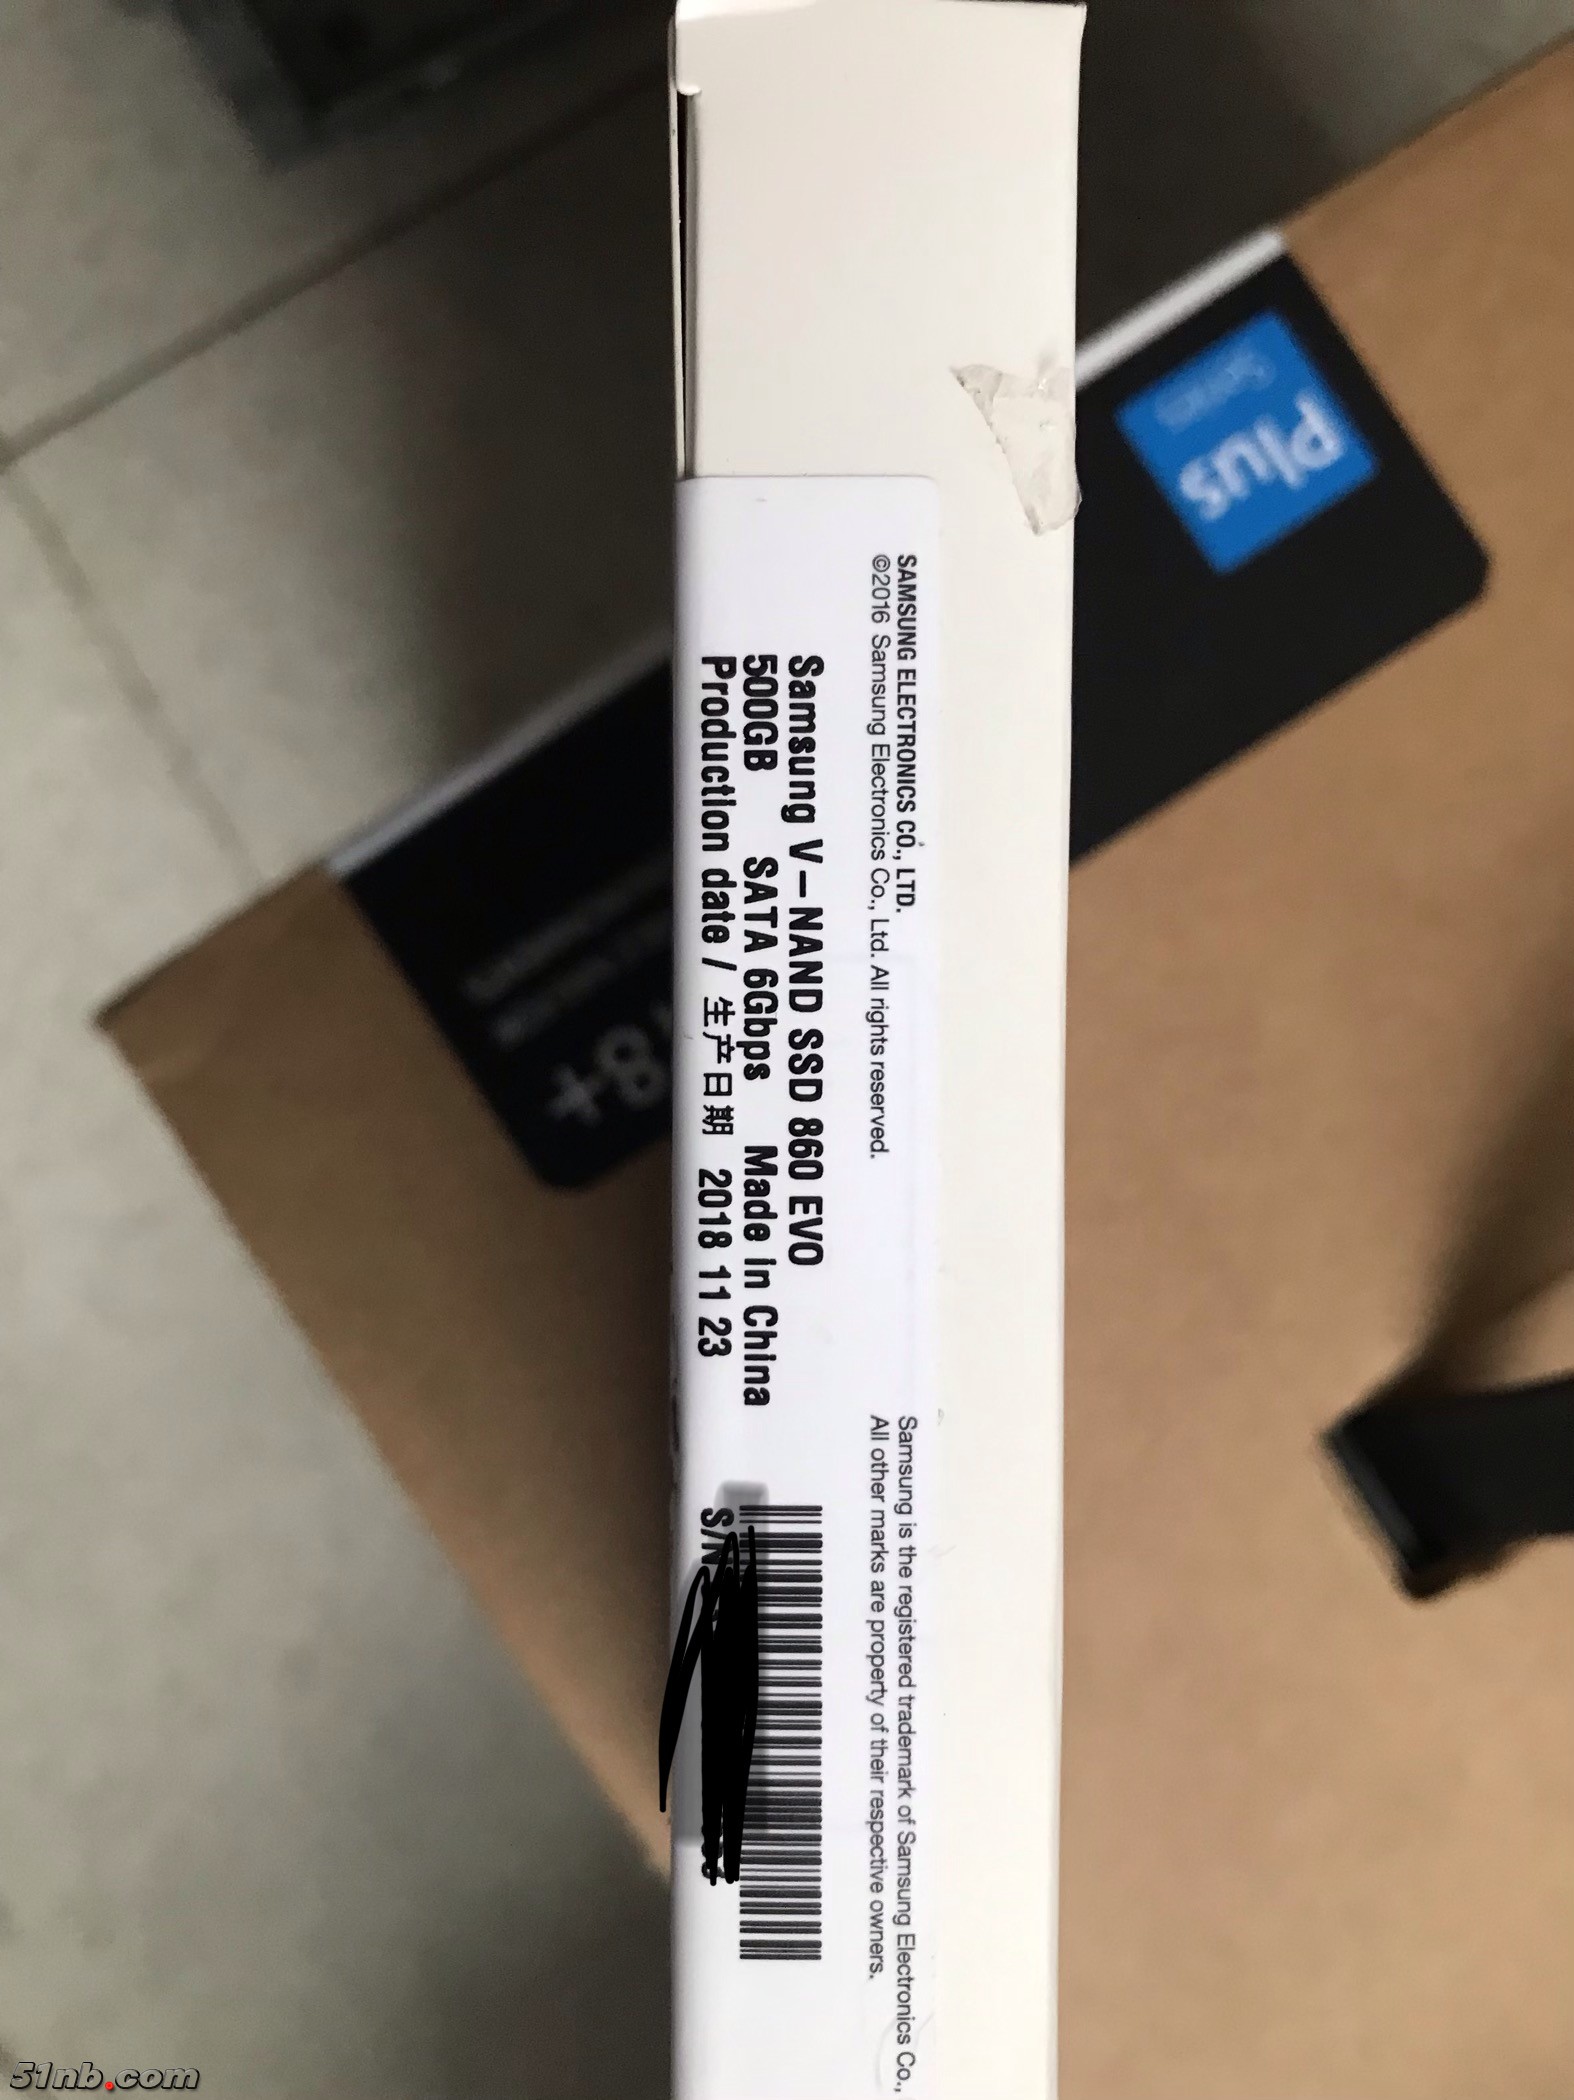 SAMSUNG ELECTRONICS CO., LTD.
©2016 Samsung Electronics Co., Ltd. All rights reserved.
Samsung is the registered trademark of Samsung Electronics Co.,
All other marks are property of their respective owners.
Samsung V-NAND SSD 860 EVO
500GB SATA 6Gbps Made in China
Production date / 生产日期 2018 11 23
S/N
Plus
Series
51nb.com